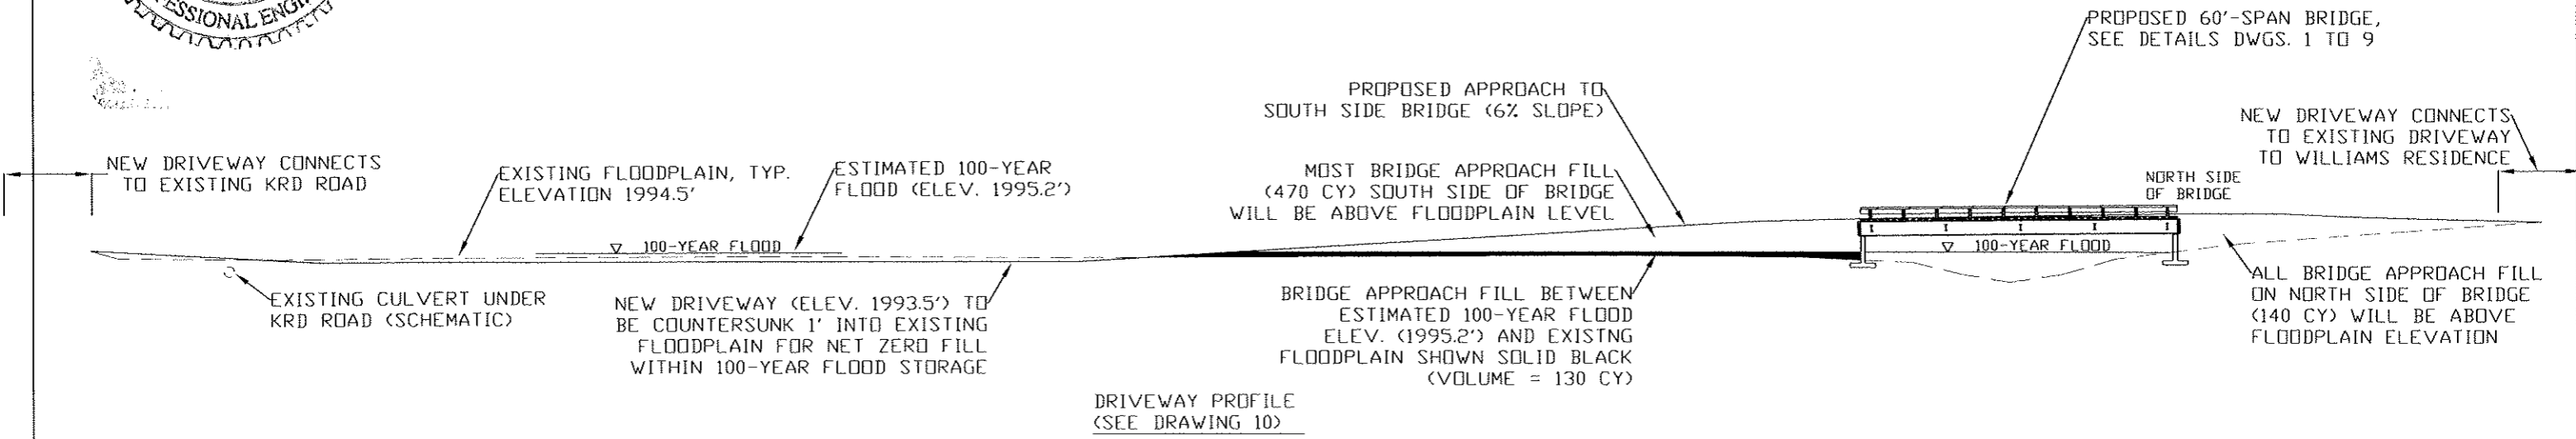 ESSIONAL ENGI
PROPOSED 60'-SPAN BRIDGE,
SEE DETAILS DWGS. 1 TO 9
PROPOSED APPROACH TO
SOUTH SIDE BRIDGE (6% SLOPE)
NEW DRIVEWAY CONNECTS
TO EXISTING DRIVEWAY
TO WILLIAMS RESIDENCE
NEW DRIVEWAY CONNECTS
TO EXISTING KRD ROAD
EXISTING FLOODPLAIN, TYP.
ELEVATION 1994.5'
ESTIMATED 100-YEAR
FLOOD (ELEV. 1995.2')
MOST BRIDGE APPROACH FILL
(470 CY) SOUTH SIDE OF BRIDGE
WILL BE ABOVE FLOODPLAIN LEVEL
NORTH SIDE
OF BRIDGE
100-YEAR FLOOD
100-YEAR FLOOD
EXISTING CULVERT UNDER
KRD ROAD (SCHEMATIC)
NEW DRIVEWAY (ELEV. 1993.5') TO
BE COUNTERSUNK 1' INTO EXISTING
FLOODPLAIN FOR NET ZERO FILL
WITHIN 100-YEAR FLOOD STORAGE
BRIDGE APPROACH FILL BETWEEN
ESTIMATED 100-YEAR FLOOD
ELEV. (1995.2') AND EXISTNG
FLOODPLAIN SHOWN SOLID BLACK
(VOLUME = 130 CY)
ALL BRIDGE APPROACH FILL
ON NORTH SIDE OF BRIDGE
(140 CY) WILL BE ABOVE
FLOODPLAIN ELEVATION
DRIVEWAY PROFILE
(SEE DRAWING 10)